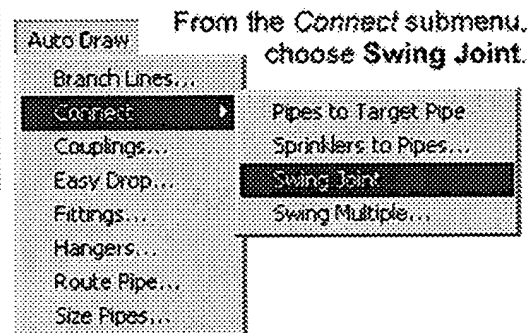 From the Connect submenu,
choose Swing Joint.
Auto Draw
Branch Lines...
Connect
Couplings...
Easy Drop...
Fittings...
Hangers...
Route Pipe...
Size Pipes...
Pipes to Target Pipe
Sprinklers to Pipes...
Swing Joint
Swing Multiple...